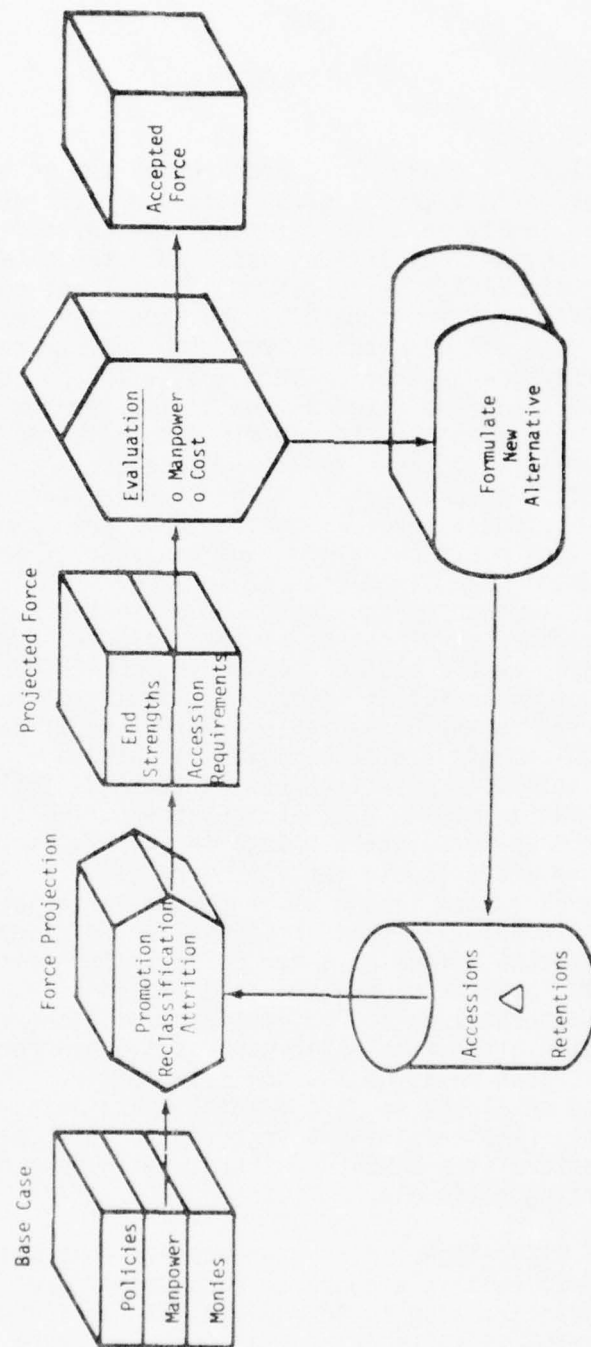 Base Case
Policies
Manpower
Monies
Force Projection
Promotion
Reclassification
Attrition
Projected Force
End
Strengths
Accession
Requirements
Evaluation
o Manpower
o Cost
Accepted
Force
Accessions
△
Retentions
Formulate
New
Alternative